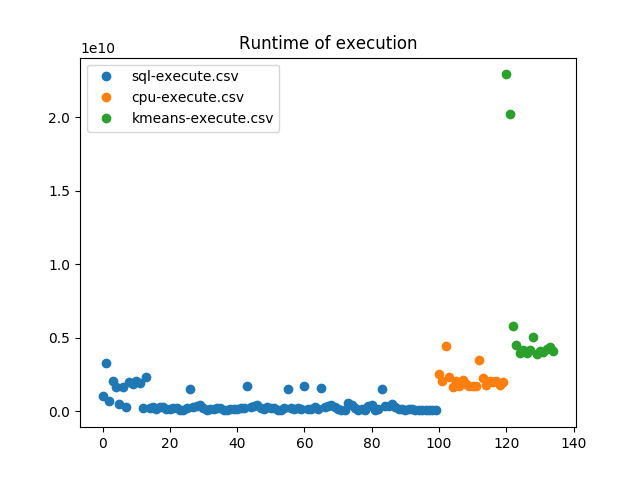 Runtime of execution
1e10
sql-execute.csv
cpu-execute.csv
kmeans-execute.csv
2.0
1.5
1.0
0.5
0.0
0 20 40 60 80 100 120 140